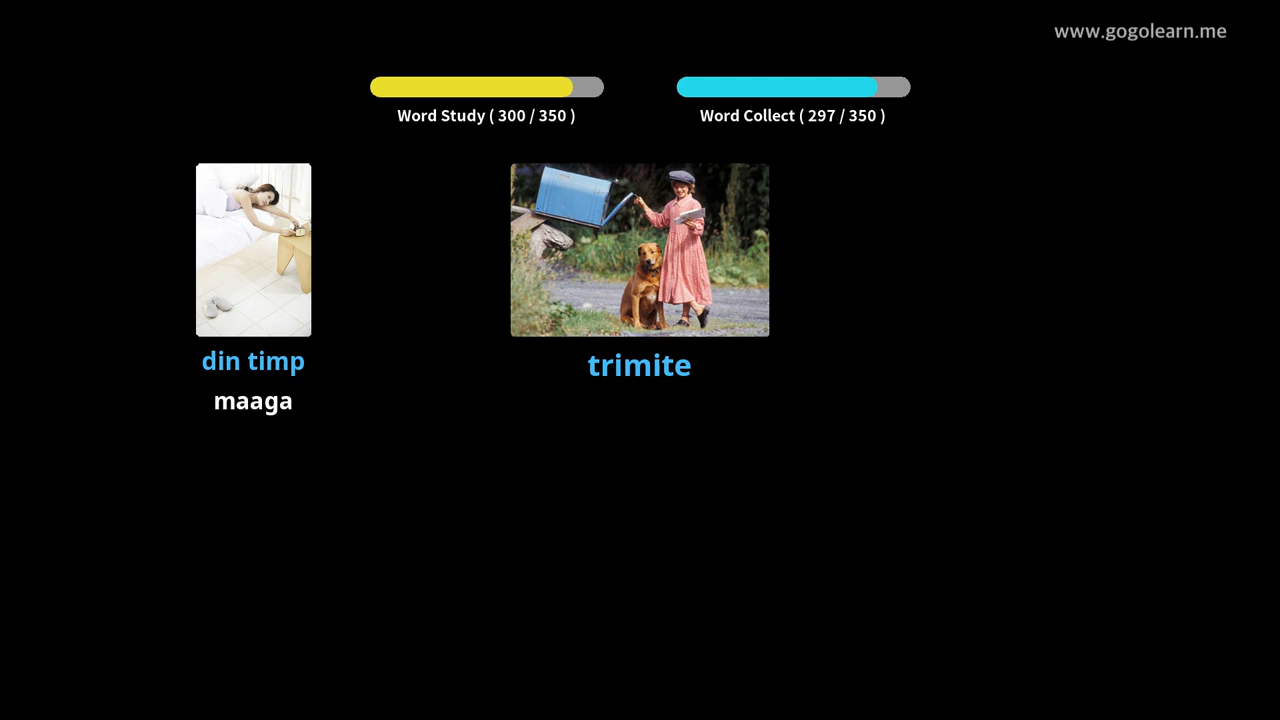 www.gogolearn.me
Word Study ( 300 / 350 )
Word Collect ( 297 / 350 )
din timp
maaga
trimite